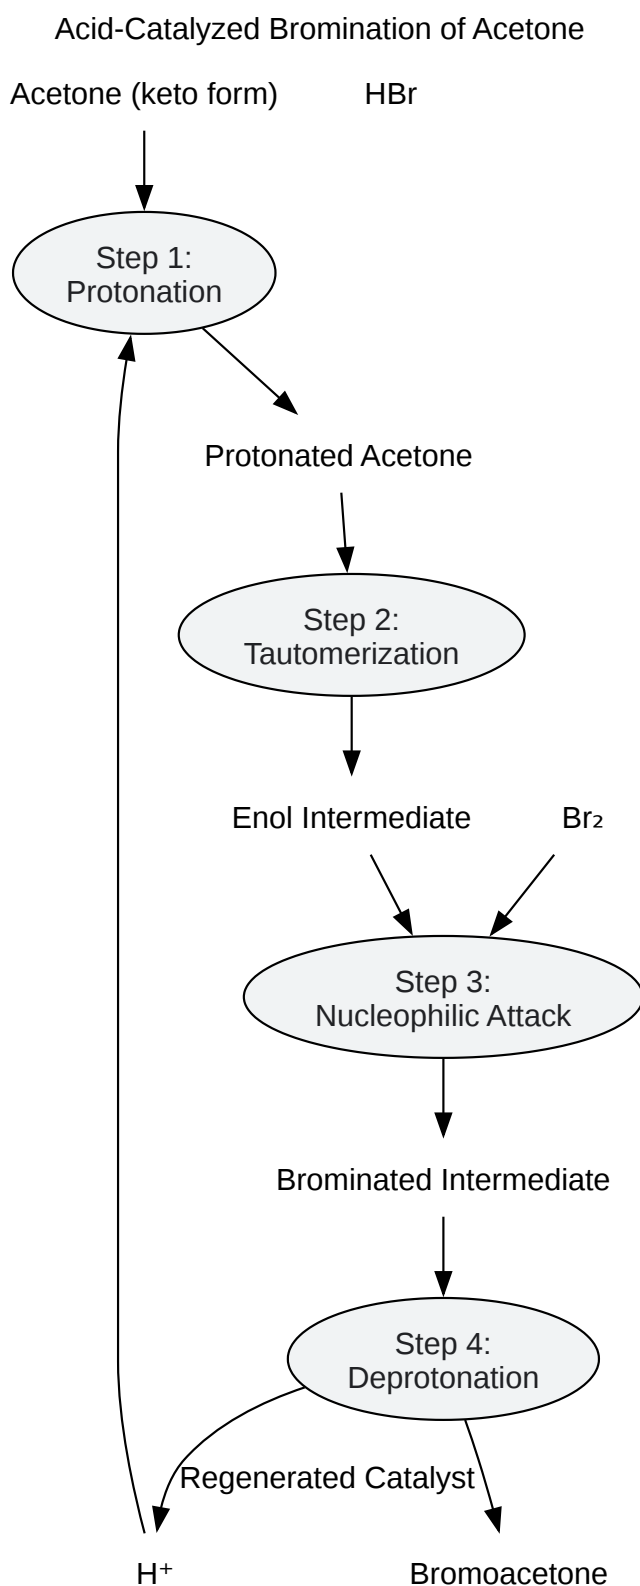 Acid-Catalyzed Bromination of Acetone
Acetone (keto form)
HBr
Step 1:
Protonation
Protonated Acetone
Step 2:
Tautomerization
Enol Intermediate
Br₂
Step 3:
Nucleophilic Attack
Brominated Intermediate
Step 4:
Deprotonation
Regenerated Catalyst
H⁺
Bromoacetone